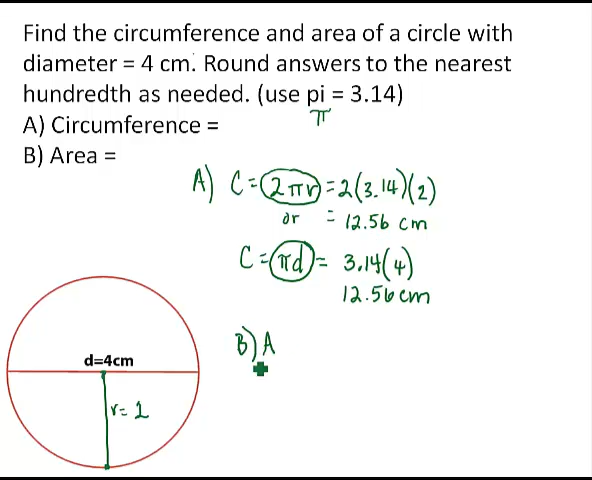 Find the circumference and area of a circle with
diameter = 4 cm. Round answers to the nearest
hundredth as needed. (use pi = 3.14)
π
A) Circumference =
B) Area =
A) C = 2πr = 2(3.14)(2)
or = 12.56 cm
C = πd = 3.14(4)
12.56 cm
B) A
d=4cm
r= 2